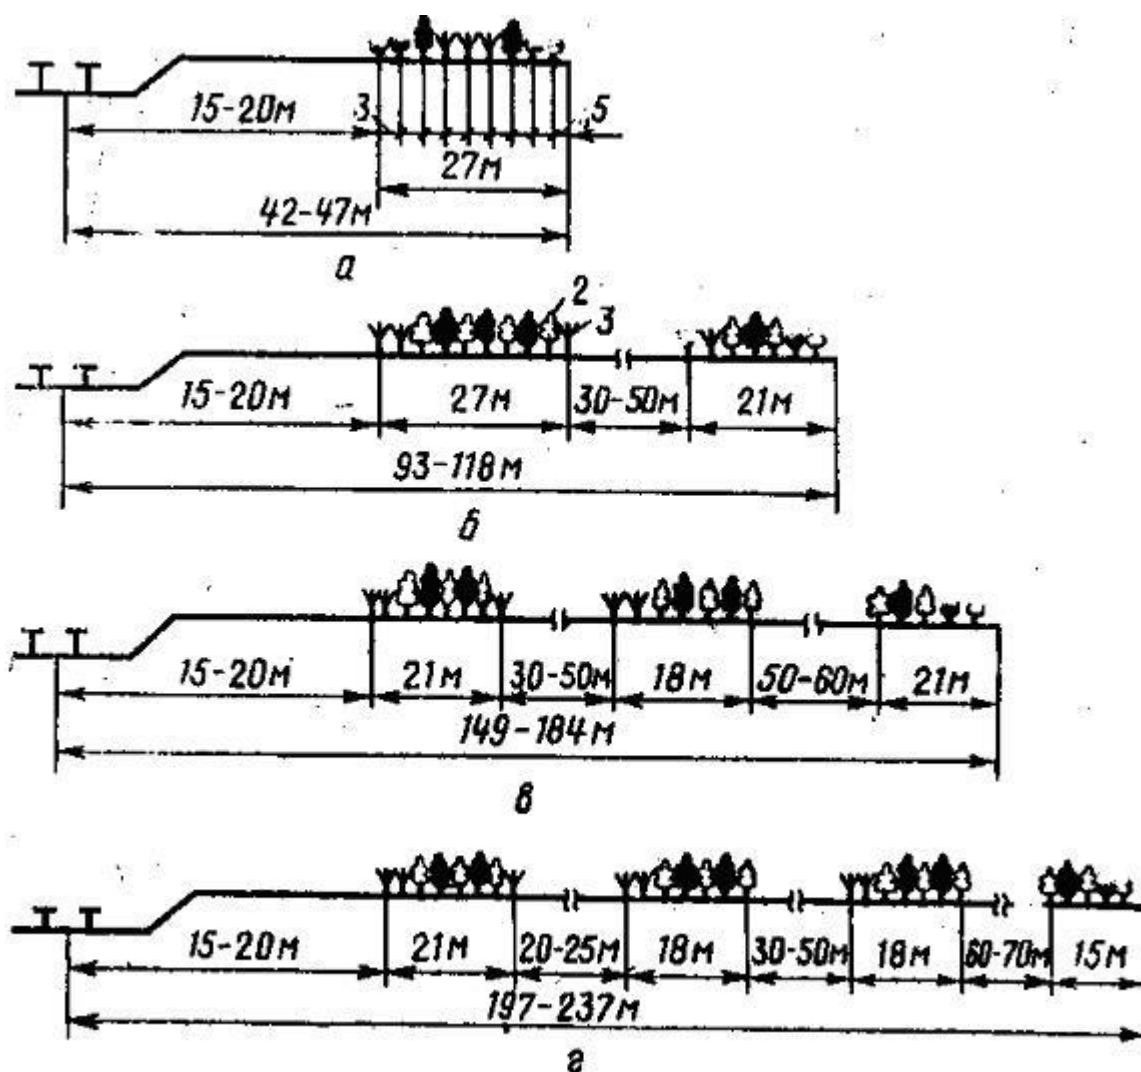 15-20м 3 5
27м
42-47м
а
2
3
15-20м 27м 30-50м 21м
93-118м
б
15-20м 21м 30-50м 18м 50-60м 21м
149-184м
в
15-20м 21м 20-25м 18м 30-50м 18м 60-70м 15м
197-237м
г